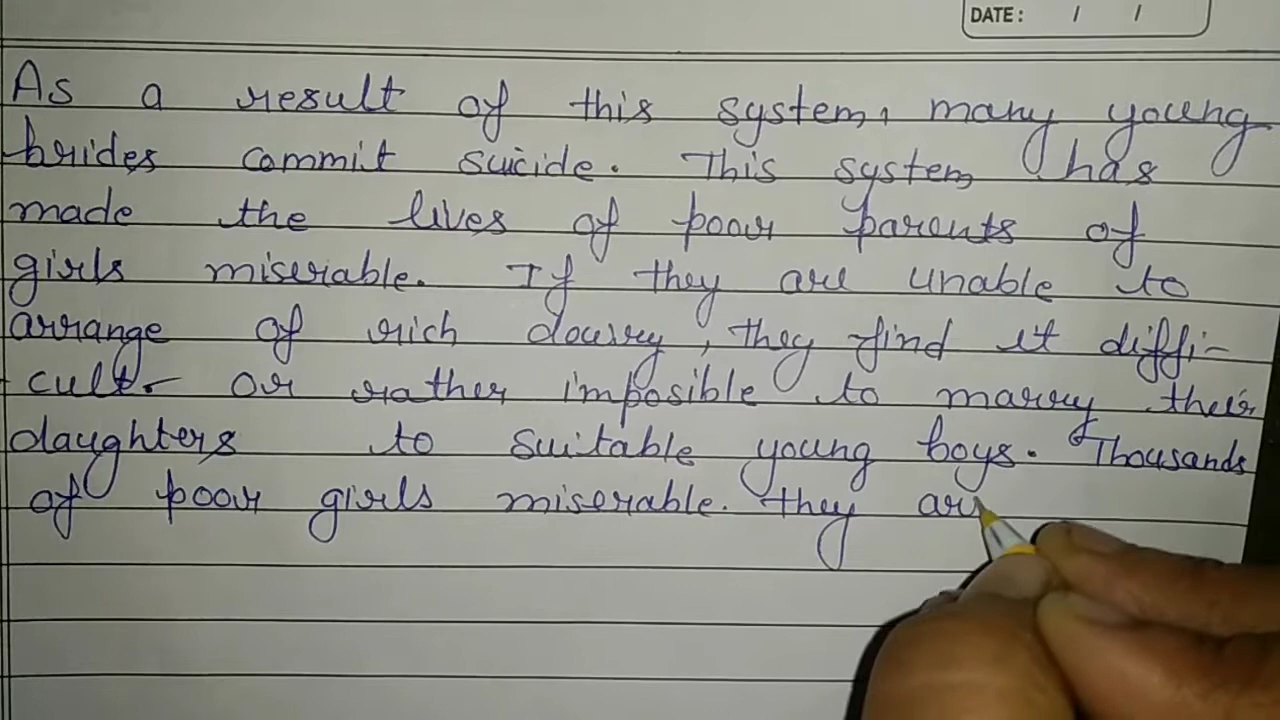 DATE : / /
As a result of this system, many young
brides commit suicide. This system has
made the lives of poor parents of
girls miserable. If they are unable to
arrange of rich dowry, they find it diffi-
cult- or rather imposible to marry their
daughters to suitable young boys. Thousands
of poor girls miserable. they ar